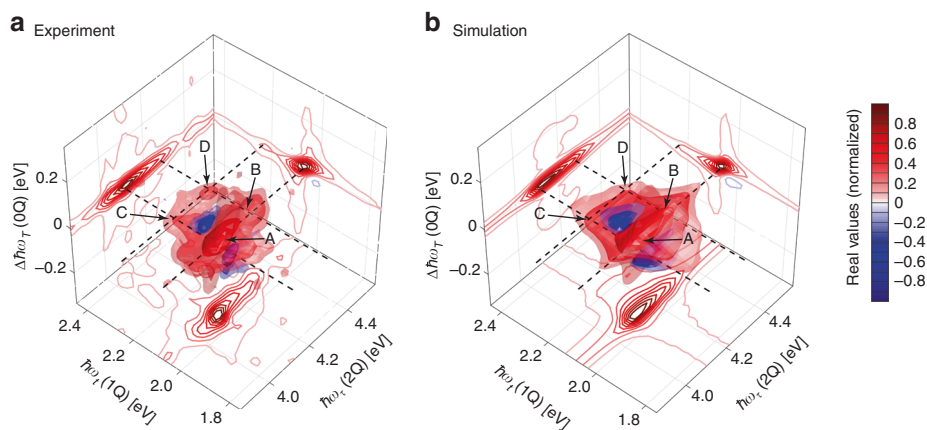 a Experiment
b Simulation
Δℏω_T (0Q) [eV]
0.2
0
−0.2
2.4
2.2
2.0
1.8
ℏω_t (1Q) [eV]
4.0
4.2
4.4
ℏω_τ (2Q) [eV]
D
B
C
A
Δℏω_T (0Q) [eV]
0.2
0
−0.2
2.4
2.2
2.0
1.8
ℏω_t (1Q) [eV]
4.0
4.2
4.4
ℏω_τ (2Q) [eV]
D
B
C
A
Real values (normalized)
0.8
0.6
0.4
0.2
0
−0.2
−0.4
−0.6
−0.8